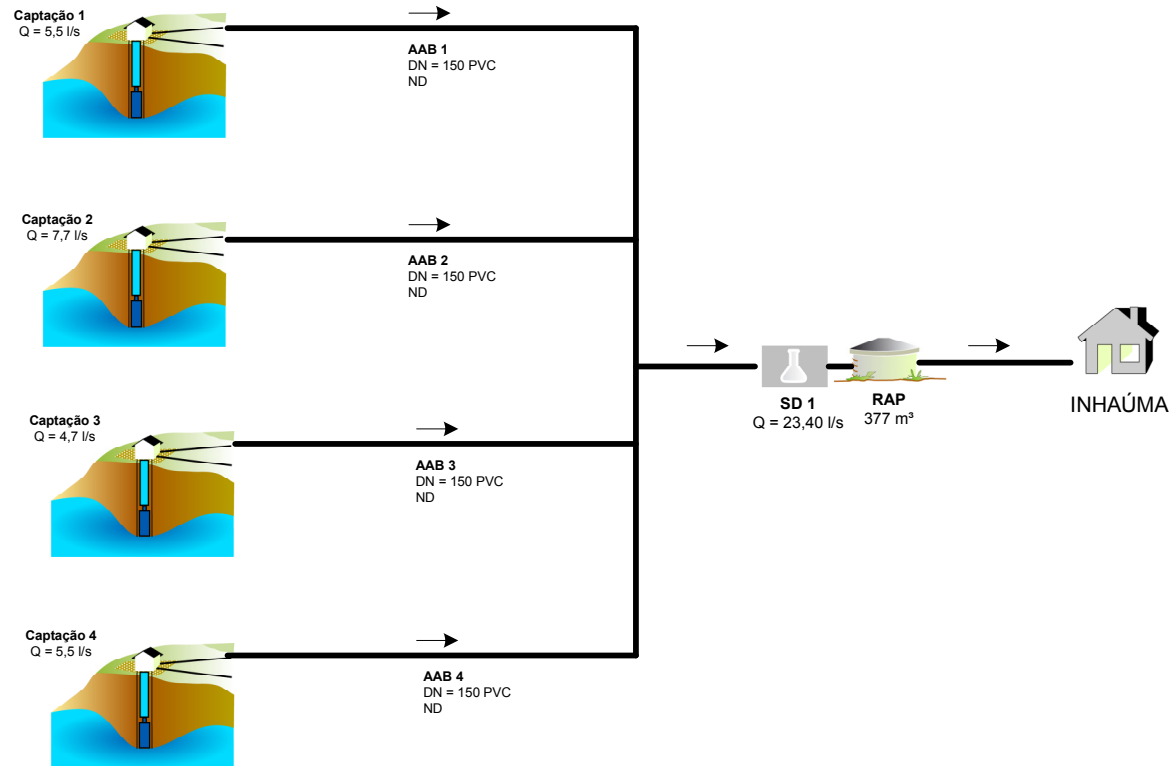 Captação 1
Q = 5,5 l/s
AAB 1
DN = 150 PVC
ND
Captação 2
Q = 7,7 l/s
AAB 2
DN = 150 PVC
ND
SD 1
Q = 23,40 l/s
RAP
377 m³
INHAÚMA
Captação 3
Q = 4,7 l/s
AAB 3
DN = 150 PVC
ND
Captação 4
Q = 5,5 l/s
AAB 4
DN = 150 PVC
ND